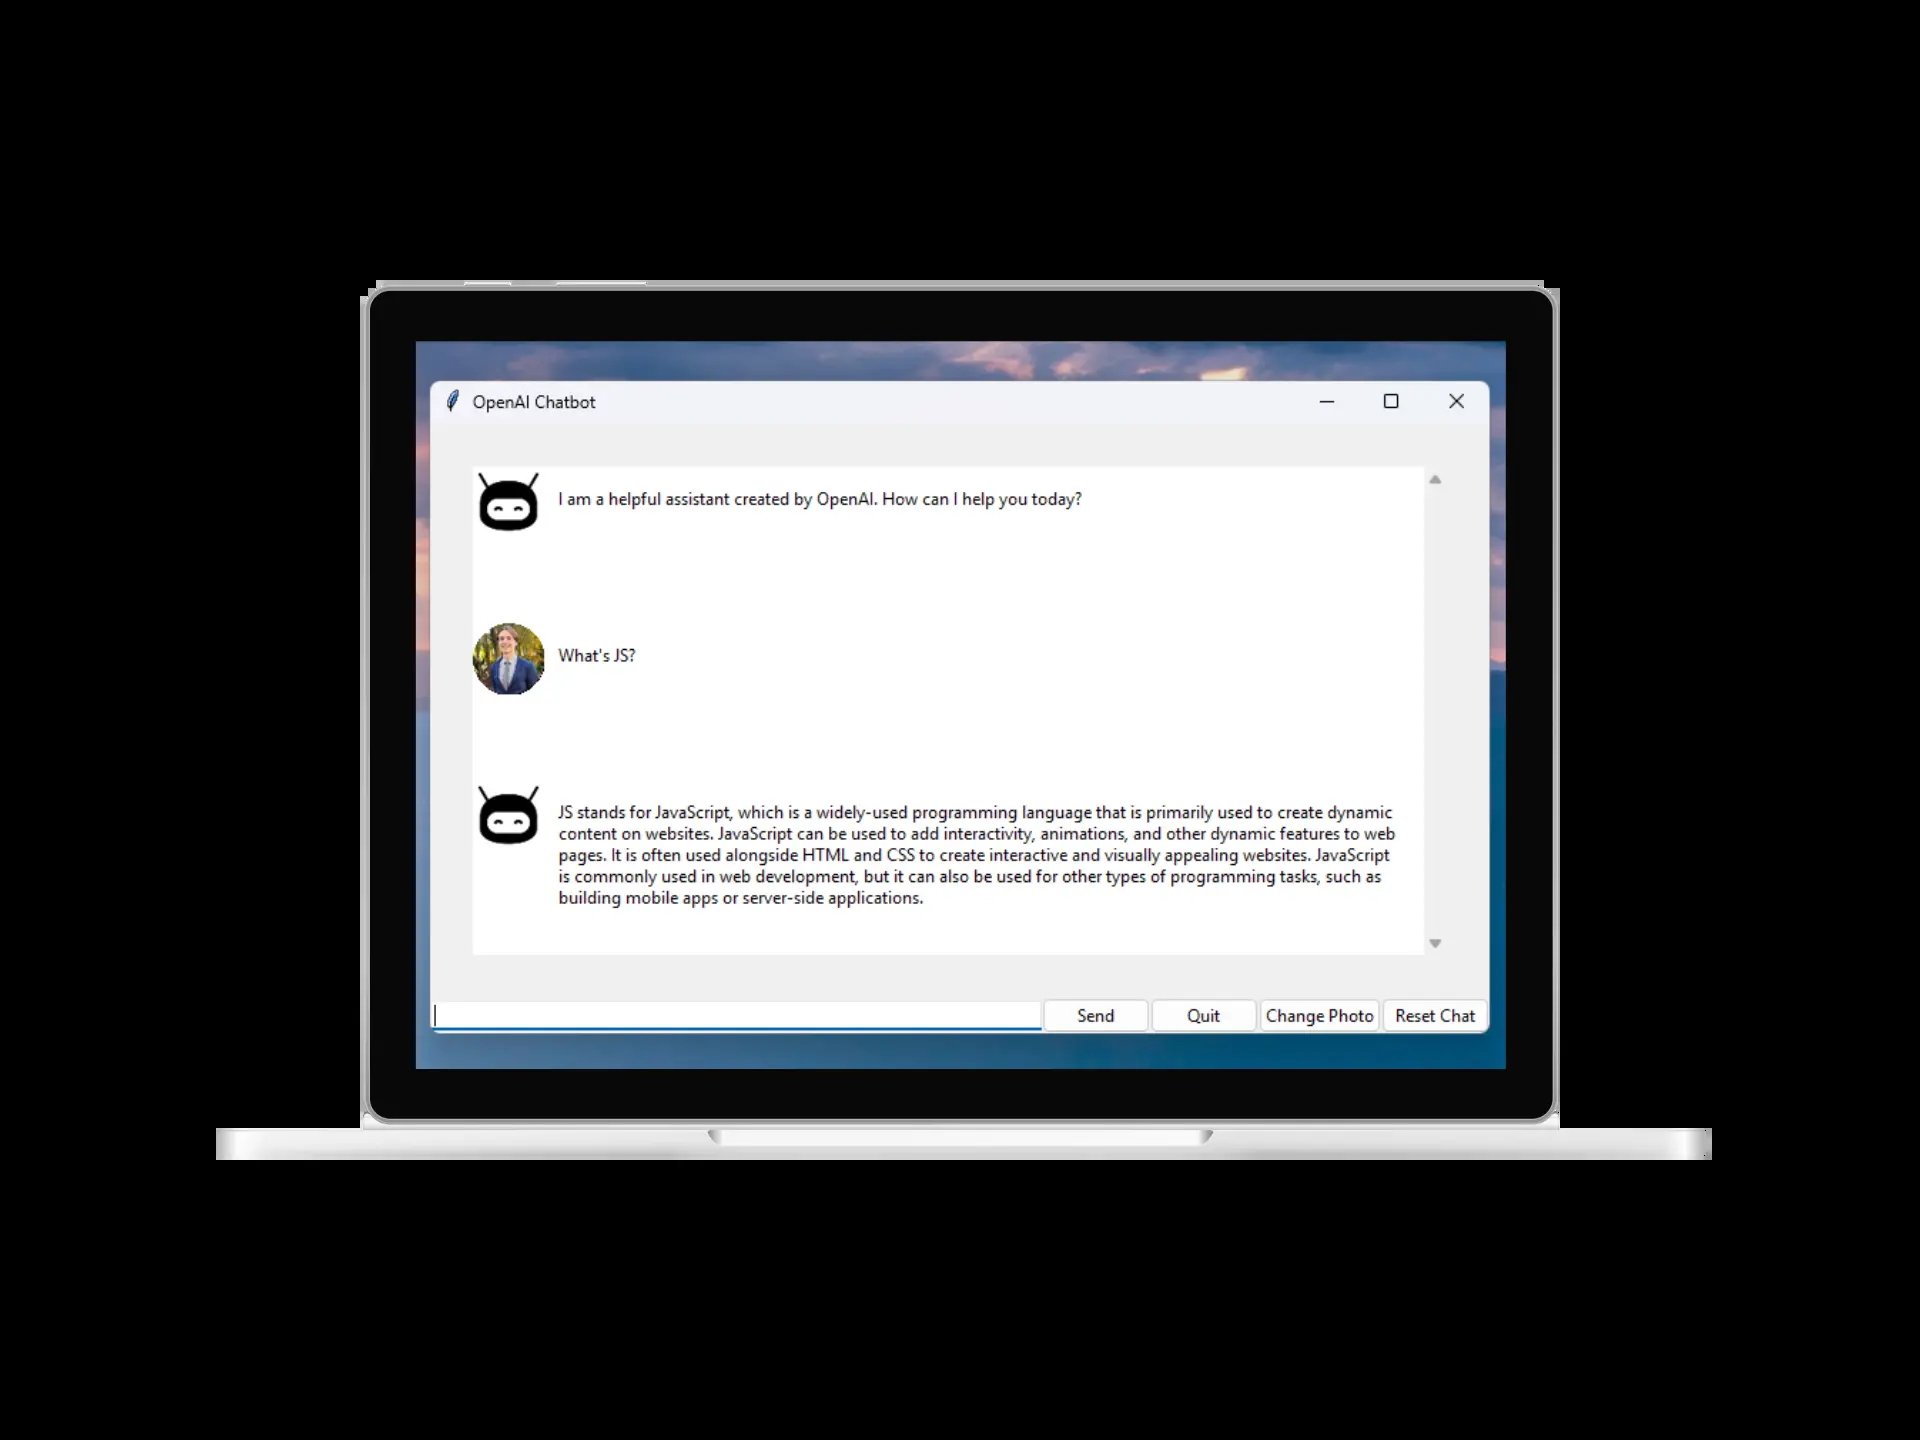 OpenAI Chatbot
I am a helpful assistant created by OpenAI. How can I help you today?
What's JS?
JS stands for JavaScript, which is a widely-used programming language that is primarily used to create dynamic
content on websites. JavaScript can be used to add interactivity, animations, and other dynamic features to web
pages. It is often used alongside HTML and CSS to create interactive and visually appealing websites. JavaScript
is commonly used in web development, but it can also be used for other types of programming tasks, such as
building mobile apps or server-side applications.
Send Quit Change Photo Reset Chat